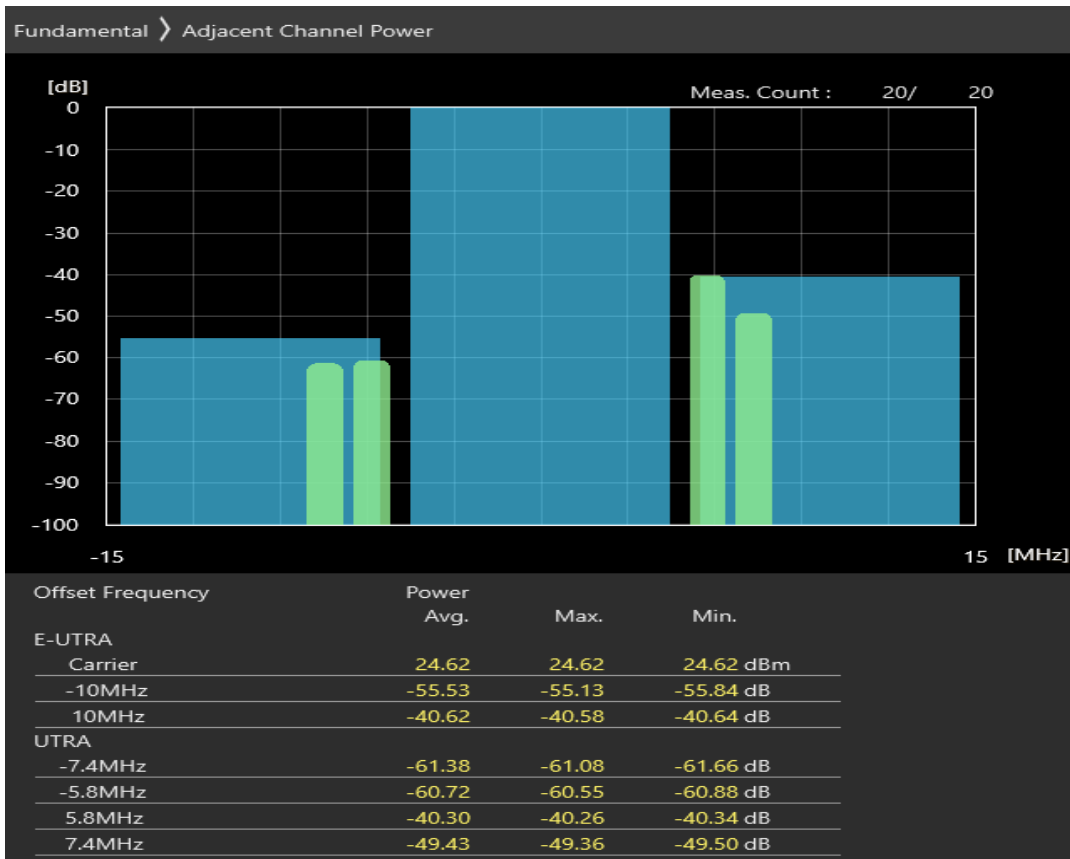 Fundamental 〉 Adjacent Channel Power
[dB]
Meas. Count : 20/ 20
0
-10
-20
-30
-40
-50
-60
-70
-80
-90
-100
-15 15 [MHz]
Offset Frequency Power
Avg. Max. Min.
E-UTRA
Carrier 24.62 24.62 24.62 dBm
-10MHz -55.53 -55.13 -55.84 dB
10MHz -40.62 -40.58 -40.64 dB
UTRA
-7.4MHz -61.38 -61.08 -61.66 dB
-5.8MHz -60.72 -60.55 -60.88 dB
5.8MHz -40.30 -40.26 -40.34 dB
7.4MHz -49.43 -49.36 -49.50 dB